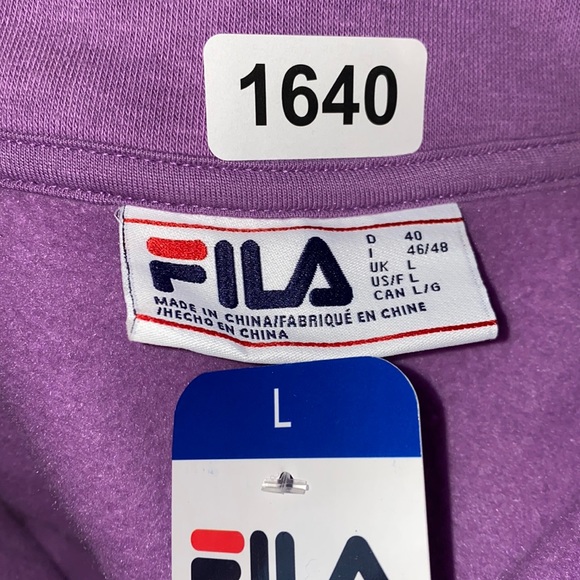 1640
FILA
D 40
I 46/48
UK L
US/F L
CAN L/G
MADE IN CHINA/FABRIQUÉ EN CHINE
/HECHO EN CHINA
L
FILA